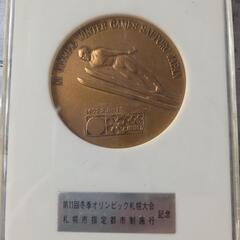 XI OLYMPIC WINTER GAMES SAPPORO JAPAN
第11回冬季オリンピック札幌大会
札幌市指定都市制施行
記念